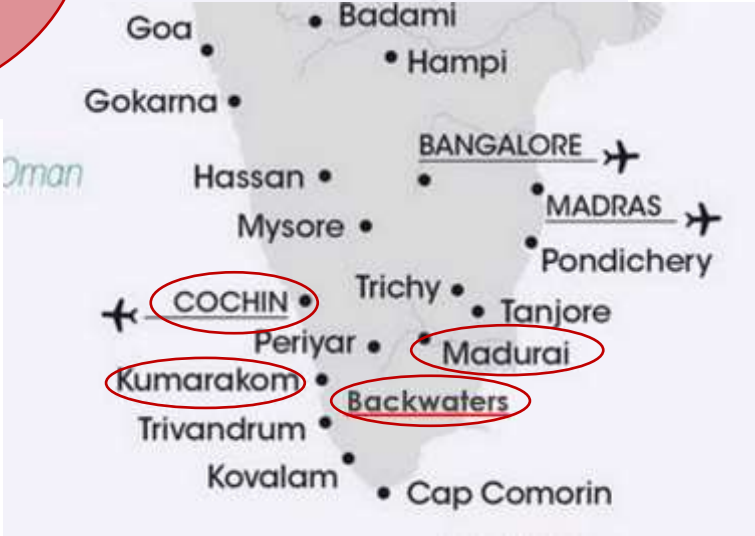 Badami
Goa
Hampi
Gokarna
BANGALORE
Oman
Hassan
MADRAS
Mysore
Pondichery
Trichy
COCHIN
Tanjore
Periyar
Madurai
Kumarakom
Backwaters
Trivandrum
Kovalam
Cap Comorin